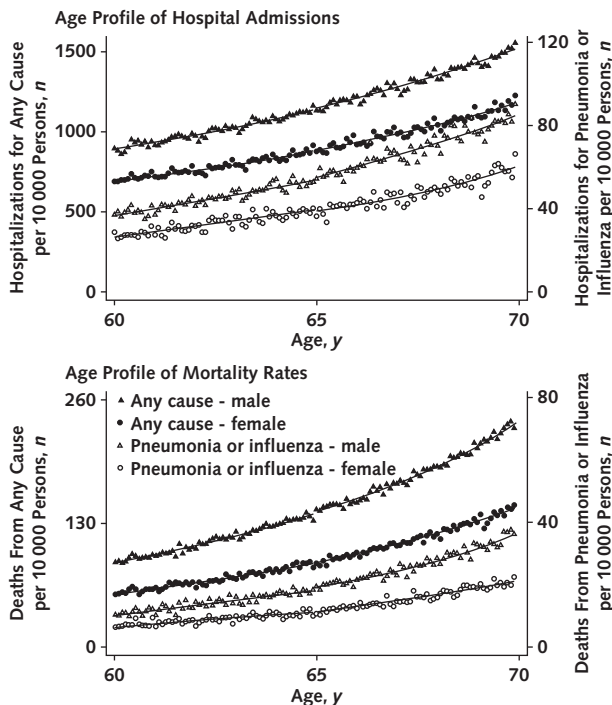 Age Profile of Hospital Admissions
Hospitalizations for Any Cause
per 10 000 Persons, n
1500
1000
500
0
120
80
40
0
Hospitalizations for Pneumonia or
Influenza per 10 000 Persons, n
60
65
70
Age, y
Age Profile of Mortality Rates
Any cause - male
Any cause - female
Pneumonia or influenza - male
Pneumonia or influenza - female
Deaths From Any Cause
per 10 000 Persons, n
260
130
0
80
40
0
Deaths From Pneumonia or Influenza
per 10 000 Persons, n
60
65
70
Age, y